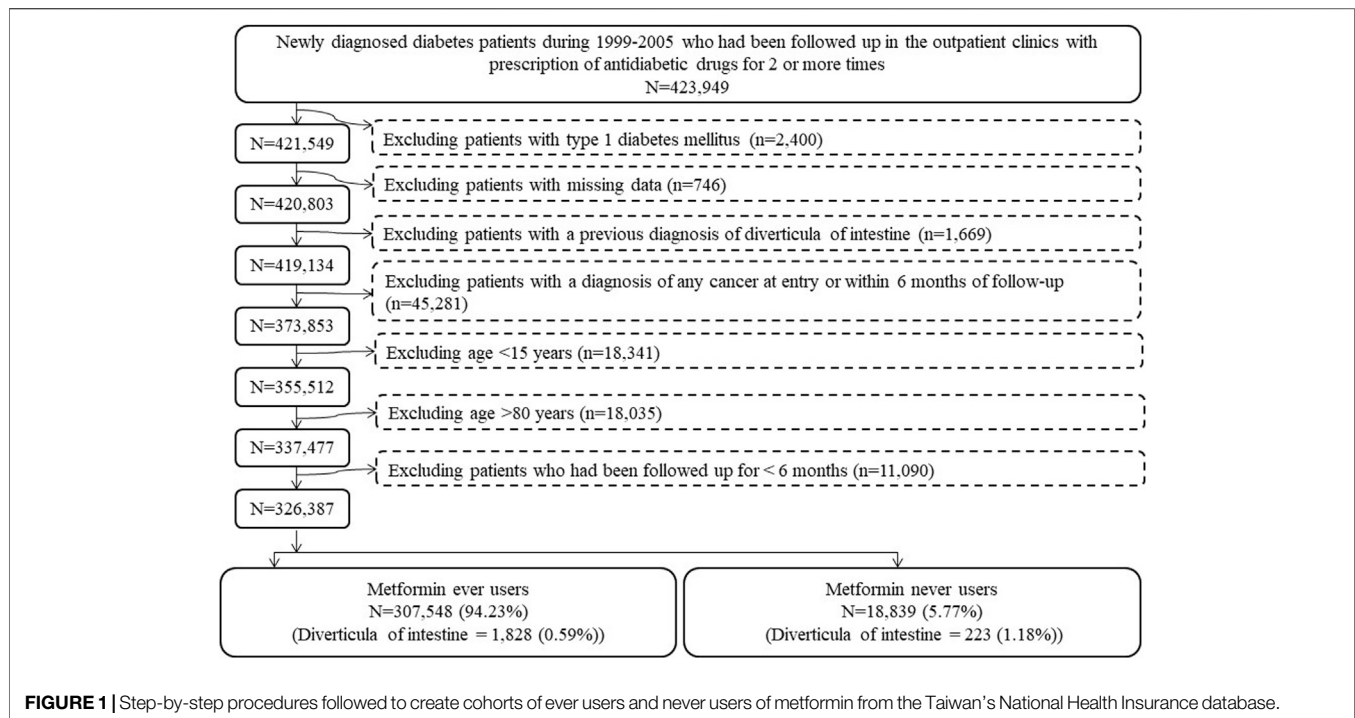 Newly diagnosed diabetes patients during 1999-2005 who had been followed up in the outpatient clinics with
prescription of antidiabetic drugs for 2 or more times
N=423,949
Excluding patients with type 1 diabetes mellitus (n=2,400)
N=421,549
Excluding patients with missing data (n=746)
N=420,803
Excluding patients with a previous diagnosis of diverticula of intestine (n=1,669)
N=419,134
Excluding patients with a diagnosis of any cancer at entry or within 6 months of follow-up
(n=45,281)
N=373,853
Excluding age <15 years (n=18,341)
N=355,512
Excluding age >80 years (n=18,035)
N=337,477
Excluding patients who had been followed up for < 6 months (n=11,090)
N=326,387
Metformin ever users
N=307,548 (94.23%)
(Diverticula of intestine = 1,828 (0.59%))
Metformin never users
N=18,839 (5.77%)
(Diverticula of intestine = 223 (1.18%))
FIGURE 1 | Step-by-step procedures followed to create cohorts of ever users and never users of metformin from the Taiwan's National Health Insurance database.